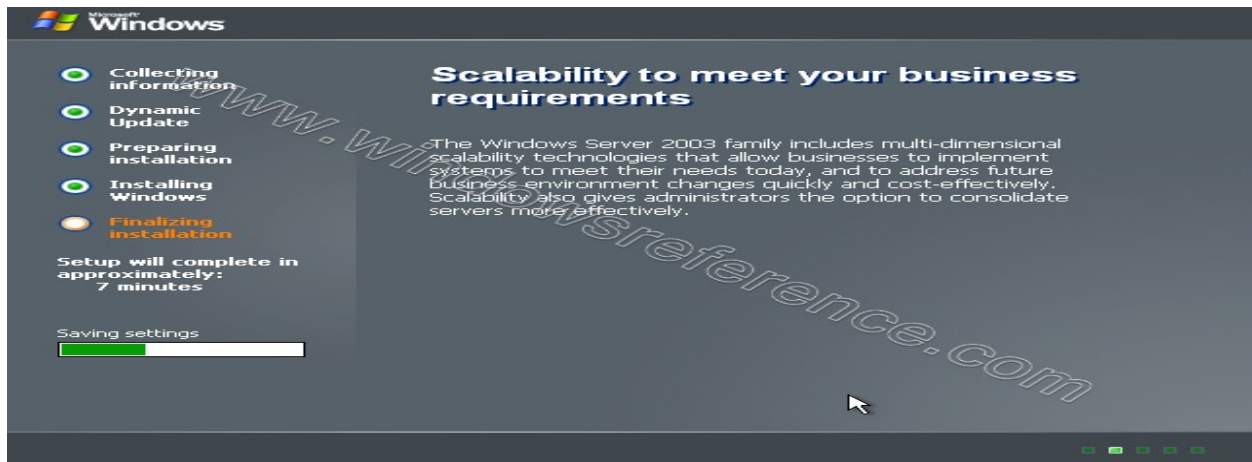 Microsoft
Windows
Collecting
information
Dynamic
Update
Preparing
installation
Installing
Windows
Finalizing
installation
Setup will complete in
approximately:
7 minutes
Saving settings
Scalability to meet your business
requirements
The Windows Server 2003 family includes multi-dimensional
scalability technologies that allow businesses to implement
systems to meet their needs today, and to address future
business environment changes quickly and cost-effectively.
Scalability also gives administrators the option to consolidate
servers more effectively.
www.windowsreference.com